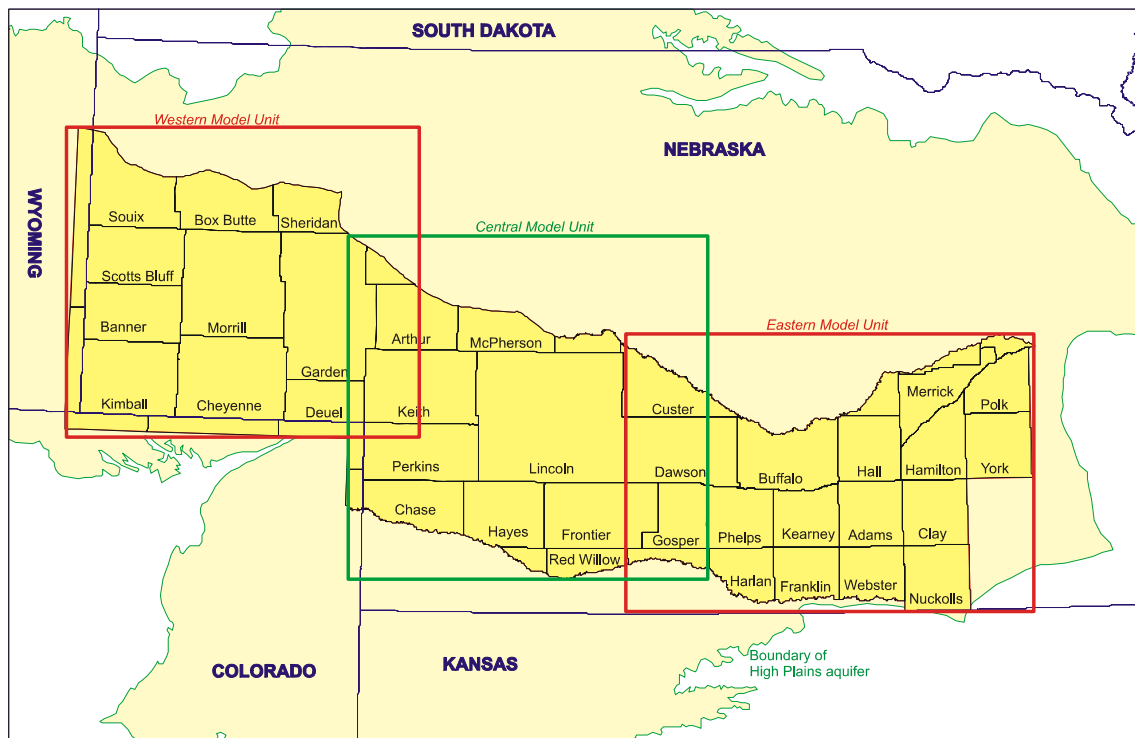 SOUTH DAKOTA
Western Model Unit
NEBRASKA
WYOMING
Souix
Box Butte
Sheridan
Central Model Unit
Scotts Bluff
Banner
Morrill
Arthur
McPherson
Eastern Model Unit
Garden
Kimball
Cheyenne
Deuel
Keith
Custer
Merrick
Polk
Perkins
Lincoln
Dawson
Buffalo
Hall
Hamilton
York
Chase
Hayes
Frontier
Gosper
Phelps
Kearney
Adams
Clay
Red Willow
Harlan
Franklin
Webster
Nuckolls
COLORADO
KANSAS
Boundary of
High Plains aquifer